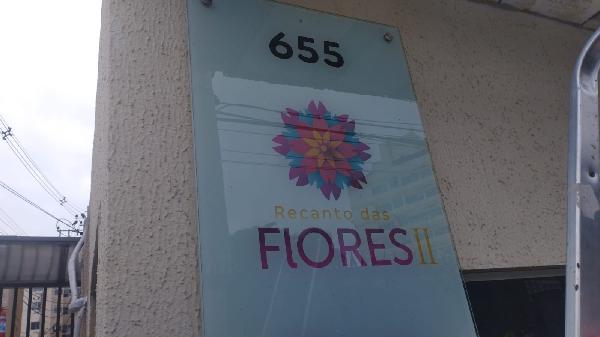 655
Recanto das
FlORES II